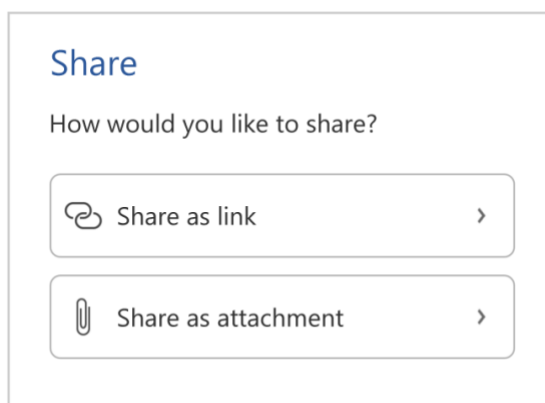 Share
How would you like to share?
Share as link
Share as attachment